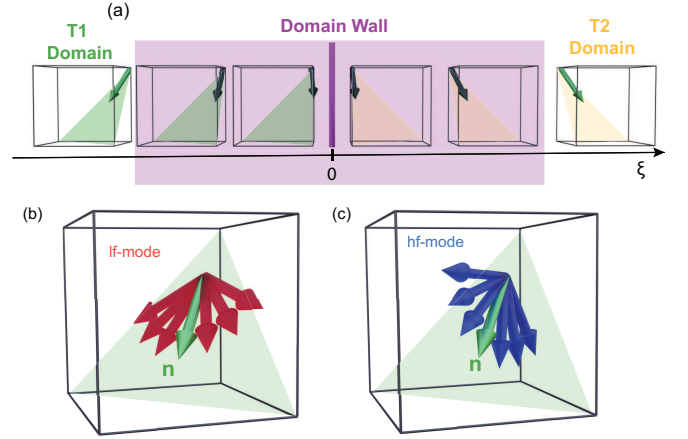 (a)
T1
Domain
Domain Wall
T2
Domain
0
ξ
(b)
lf-mode
n
(c)
hf-mode
n